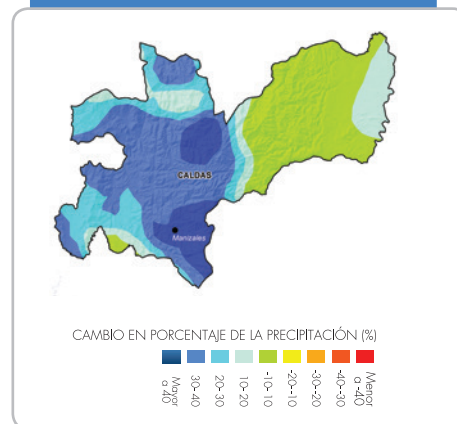 CALDAS
Manizales
CAMBIO EN PORCENTAJE DE LA PRECIPITACIÓN (%)
Mayor a 40
30- 40
20- 30
10- 20
-10- 10
-20- -10
-30- -20
-40- -30
Menor a -40